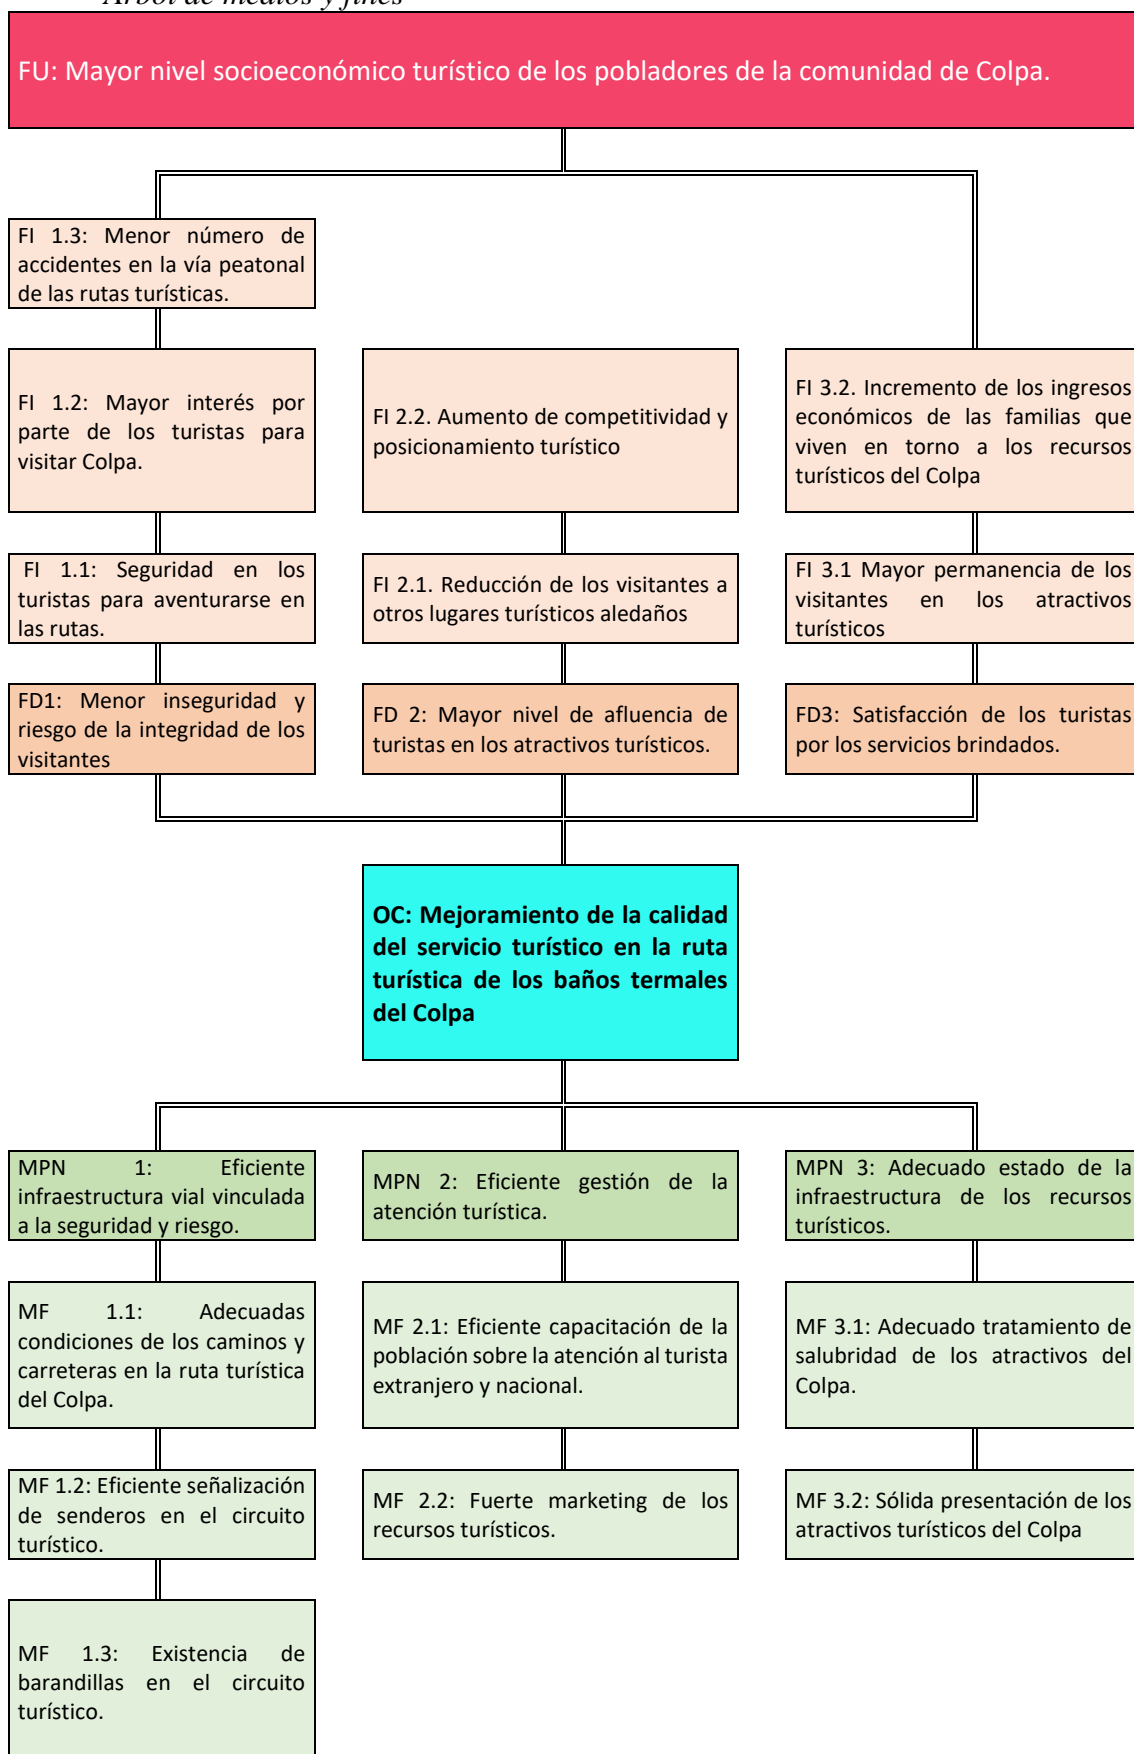 Árbol de medios y fines
FU: Mayor nivel socioeconómico turístico de los pobladores de la comunidad de Colpa.
FI 1.3: Menor número de
accidentes en la vía peatonal
de las rutas turísticas.
FI 1.2: Mayor interés por
parte de los turistas para
visitar Colpa.
FI 2.2. Aumento de competitividad y
posicionamiento turístico
FI 3.2. Incremento de los ingresos
económicos de las familias que
viven en torno a los recursos
turísticos del Colpa
FI 1.1: Seguridad en los
turistas para aventurarse en
las rutas.
FI 2.1. Reducción de los visitantes a
otros lugares turísticos aledaños
FI 3.1 Mayor permanencia de los
visitantes en los atractivos
turísticos
FD1: Menor inseguridad y
riesgo de la integridad de los
visitantes
FD 2: Mayor nivel de afluencia de
turistas en los atractivos turísticos.
FD3: Satisfacción de los turistas
por los servicios brindados.
OC: Mejoramiento de la calidad
del servicio turístico en la ruta
turística de los baños termales
del Colpa
MPN 1: Eficiente
infraestructura vial vinculada
a la seguridad y riesgo.
MPN 2: Eficiente gestión de la
atención turística.
MPN 3: Adecuado estado de la
infraestructura de los recursos
turísticos.
MF 1.1: Adecuadas
condiciones de los caminos y
carreteras en la ruta turística
del Colpa.
MF 2.1: Eficiente capacitación de la
población sobre la atención al turista
extranjero y nacional.
MF 3.1: Adecuado tratamiento de
salubridad de los atractivos del
Colpa.
MF 1.2: Eficiente señalización
de senderos en el circuito
turístico.
MF 2.2: Fuerte marketing de los
recursos turísticos.
MF 3.2: Sólida presentación de los
atractivos turísticos del Colpa
MF 1.3: Existencia de
barandillas en el circuito
turístico.